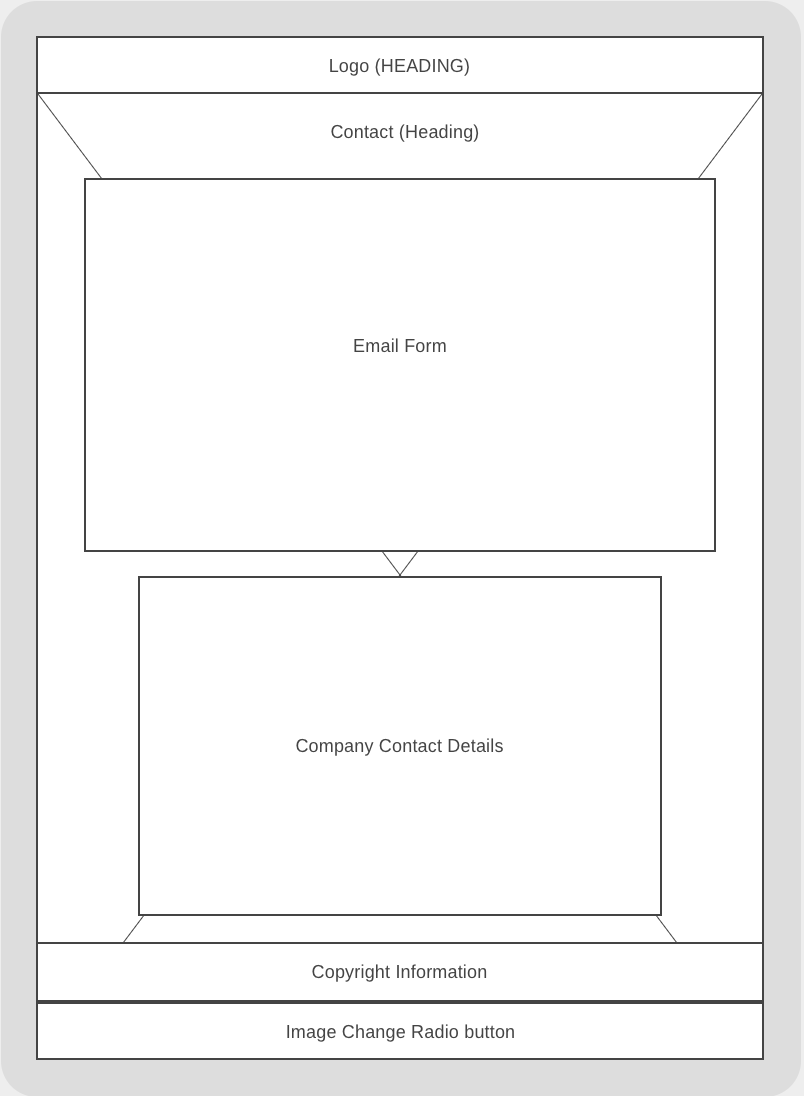 Logo (HEADING)
Contact (Heading)
Email Form
Company Contact Details
Copyright Information
Image Change Radio button